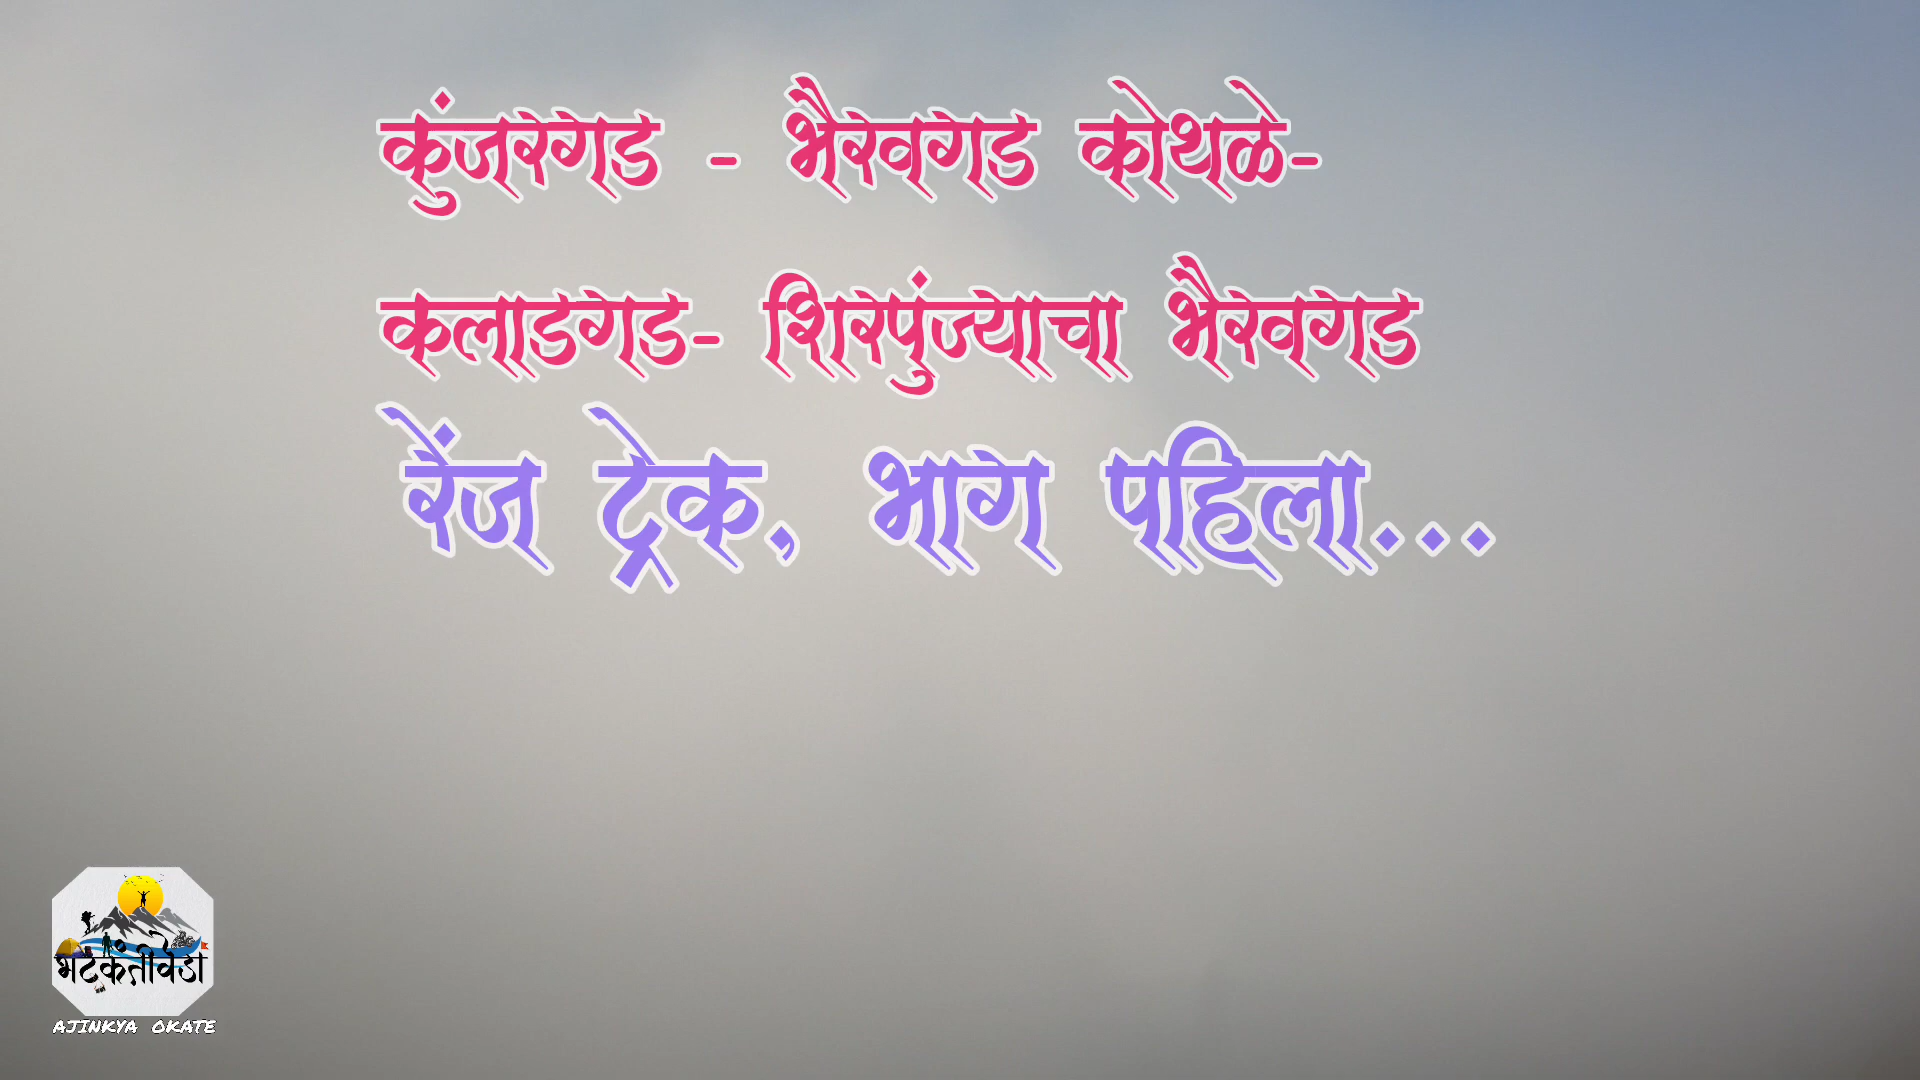 कुंजरगड - भैरवगड कोथळे-
कलाडगड- शिरपुंज्याचा भैरवगड
रेंज ट्रेक, भाग पहिला...
भटकंतीवेडा
AJINKYA OKATE